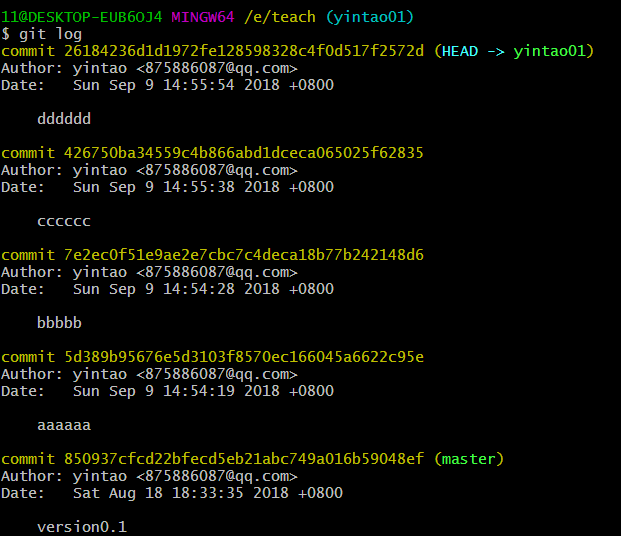 11@DESKTOP-EUB6OJ4 MINGW64 /e/teach (yintao01)
$ git log
commit 26184236d1d1972fe128598328c4f0d517f2572d (HEAD -> yintao01)
Author: yintao <875886087@qq.com>
Date:   Sun Sep 9 14:55:54 2018 +0800
dddddd
commit 426750ba34559c4b866abd1dceca065025f62835
Author: yintao <875886087@qq.com>
Date:   Sun Sep 9 14:55:38 2018 +0800
cccccc
commit 7e2ec0f51e9ae2e7cbc7c4deca18b77b242148d6
Author: yintao <875886087@qq.com>
Date:   Sun Sep 9 14:54:28 2018 +0800
bbbbb
commit 5d389b95676e5d3103f8570ec166045a6622c95e
Author: yintao <875886087@qq.com>
Date:   Sun Sep 9 14:54:19 2018 +0800
aaaaaa
commit 850937cfcd22bfecd5eb21abc749a016b59048ef (master)
Author: yintao <875886087@qq.com>
Date:   Sat Aug 18 18:33:35 2018 +0800
version0.1